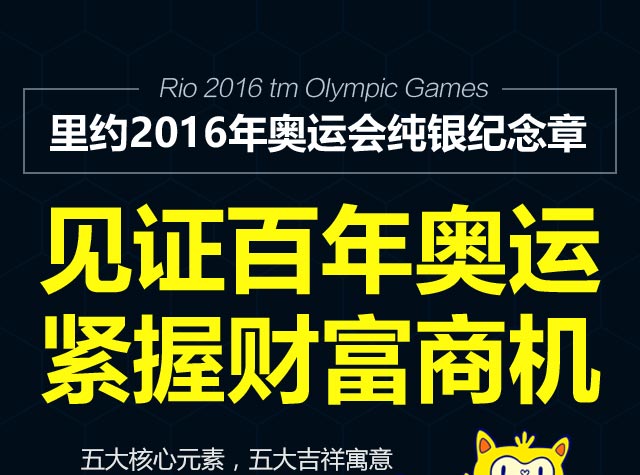 Rio 2016 tm Olympic Games
里约2016年奥运会纯银纪念章
见证百年奥运
紧握财富商机
五大核心元素，五大吉祥寓意